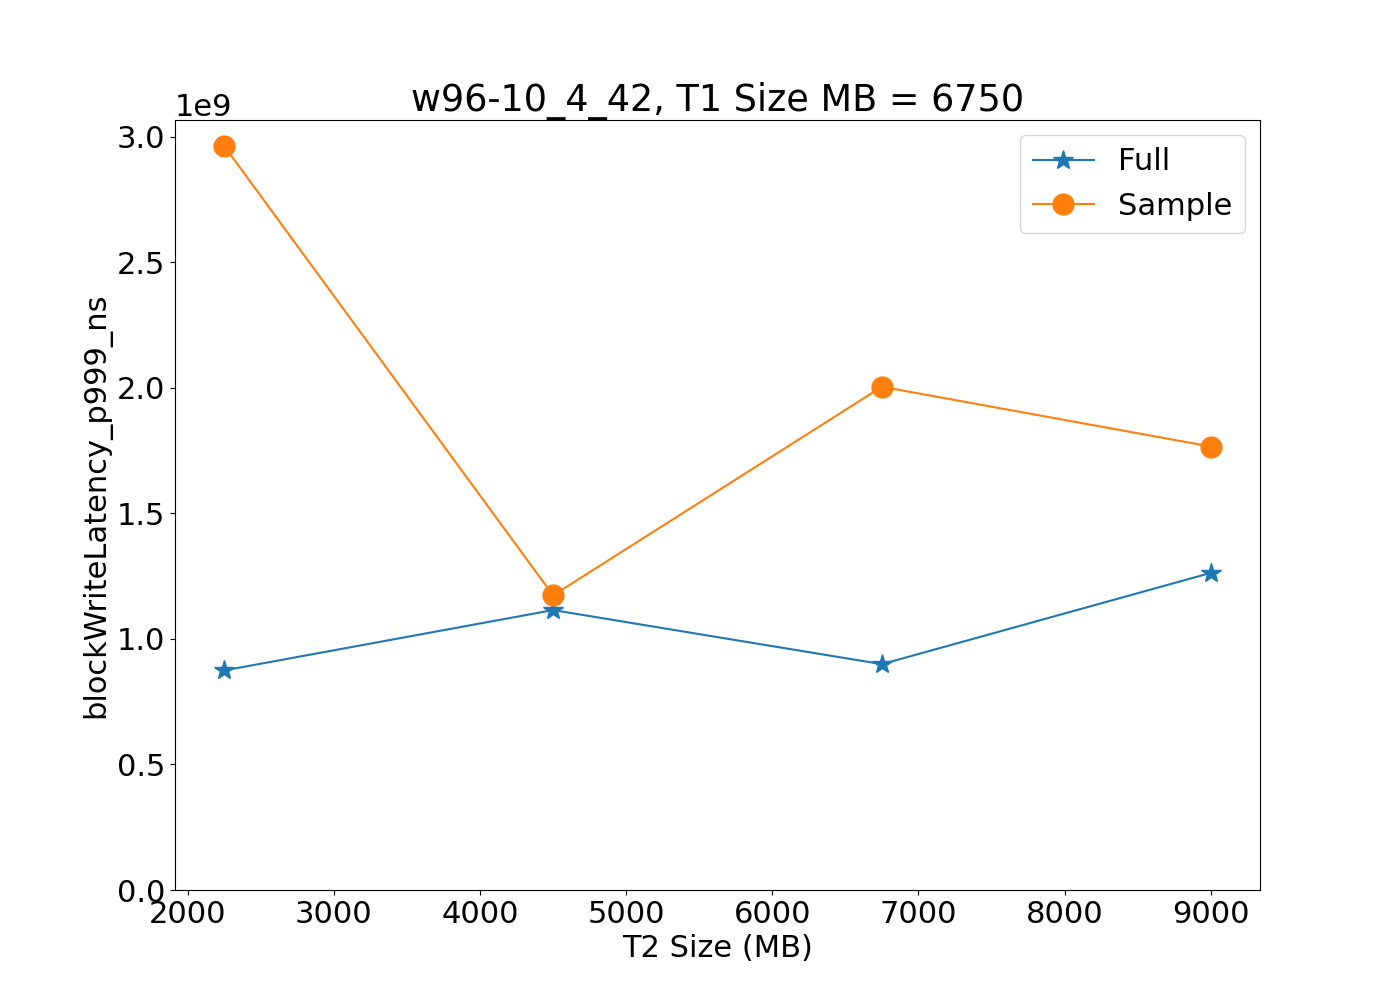 w96-10_4_42, T1 Size MB = 6750
1e9
3.0
2.5
2.0
1.5
1.0
0.5
0.0
blockWriteLatency_p999_ns
Full
Sample
2000 3000 4000 5000 6000 7000 8000 9000
T2 Size (MB)